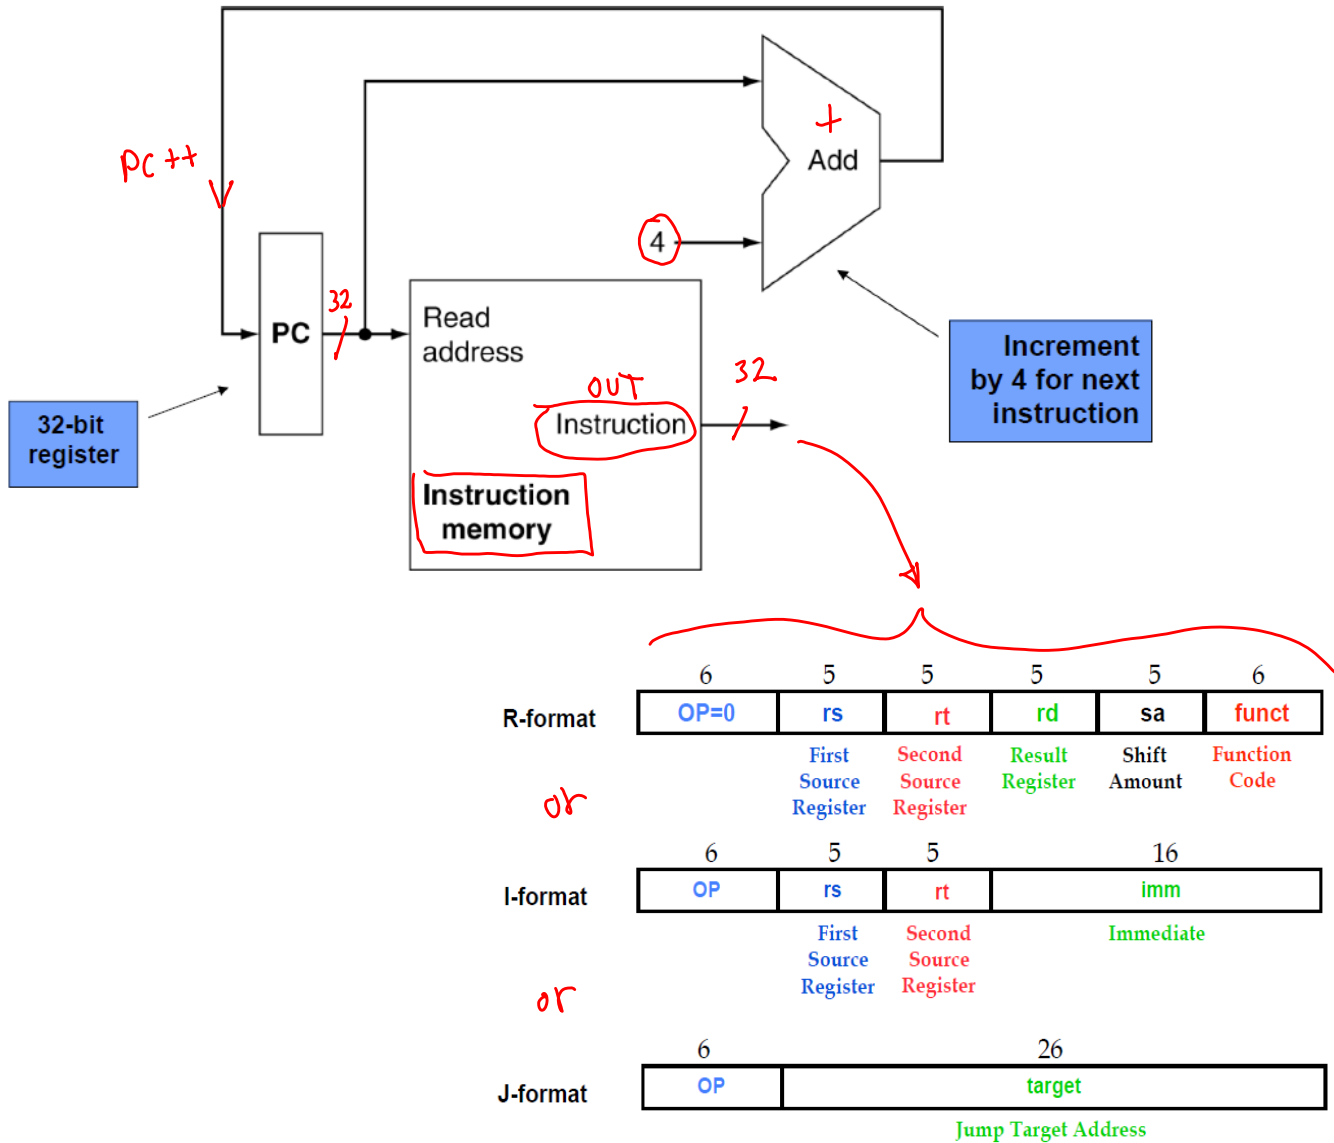 +
Add
PC ++
4
32
PC
Read
address
OUT
Instruction
32
Instruction
memory
Increment
by 4 for next
instruction
32-bit
register
6 5 5 5 5 6
R-format OP=0 rs rt rd sa funct
First Second Result Shift Function
Source Source Register Amount Code
Register Register
or
6 5 5 16
I-format OP rs rt imm
First Second Immediate
Source Source
Register Register
or
6 26
J-format OP target
Jump Target Address